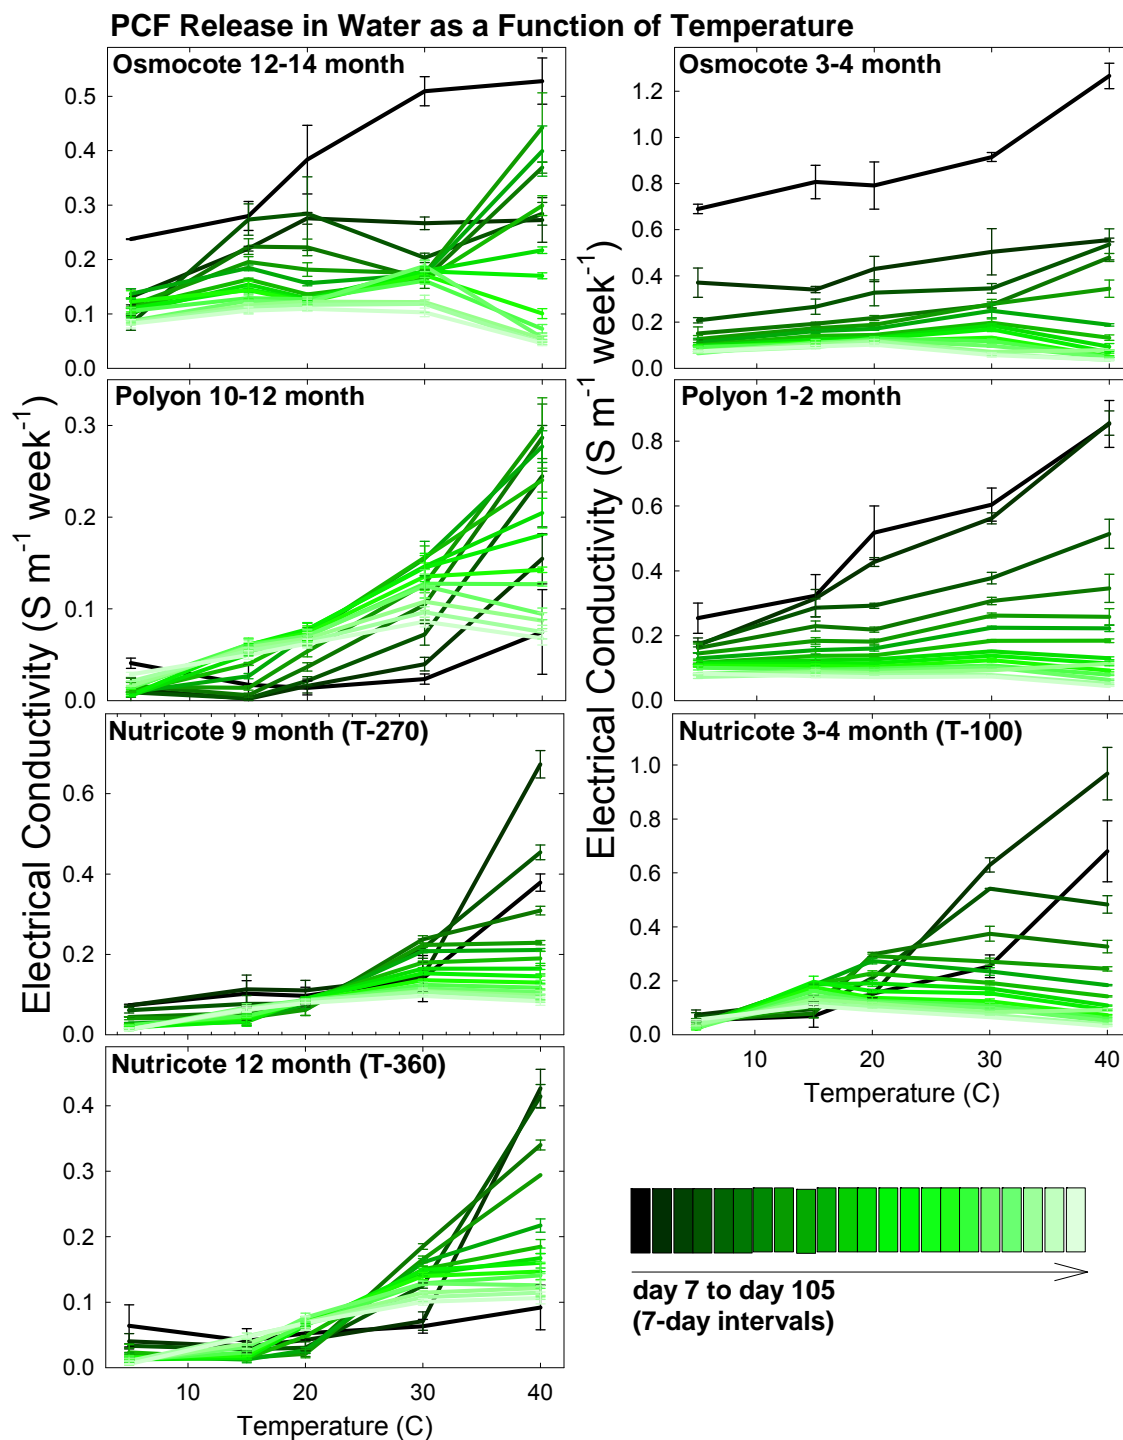 PCF Release in Water as a Function of Temperature
Osmocote 12-14 month
0.5
0.4
0.3
0.2
0.1
0.0
Osmocote 3-4 month
1.2
1.0
0.8
0.6
0.4
0.2
0.0
Polyon 10-12 month
0.3
0.2
0.1
0.0
Polyon 1-2 month
0.8
0.6
0.4
0.2
0.0
Nutricote 9 month (T-270)
0.6
0.4
0.2
0.0
Nutricote 3-4 month (T-100)
1.0
0.8
0.6
0.4
0.2
0.0
10 20 30 40
Temperature (C)
Nutricote 12 month (T-360)
0.4
0.3
0.2
0.1
0.0
10 20 30 40
Temperature (C)
Electrical Conductivity (S m⁻¹ week⁻¹)
Electrical Conductivity (S m⁻¹ week⁻¹)
day 7 to day 105
(7-day intervals)